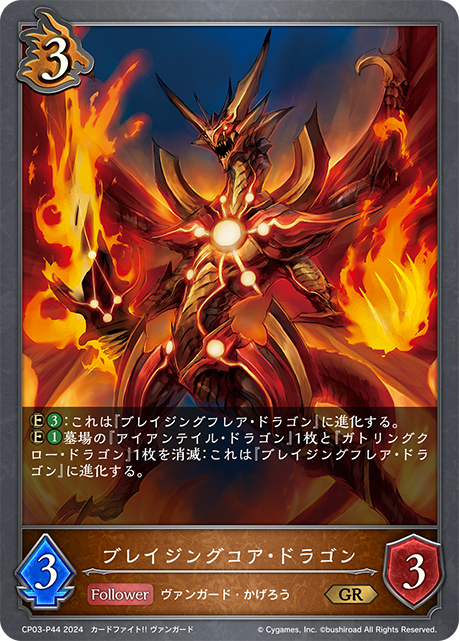 3
E 3:これは『ブレイジングフレア・ドラゴン』に進化する。
E 1 墓場の『アイアンテイル・ドラゴン』1枚と『ガトリングク
ロー・ドラゴン』1枚を消滅:これは『ブレイジングフレア・ドラ
ゴン』に進化する。
ブレイジングコア・ドラゴン
3 Follower ヴァンガード・かげろう GR 3
CP03-P44 2024 カードファイト!! ヴァンガード © Cygames, Inc. ©bushiroad All Rights Reserved.